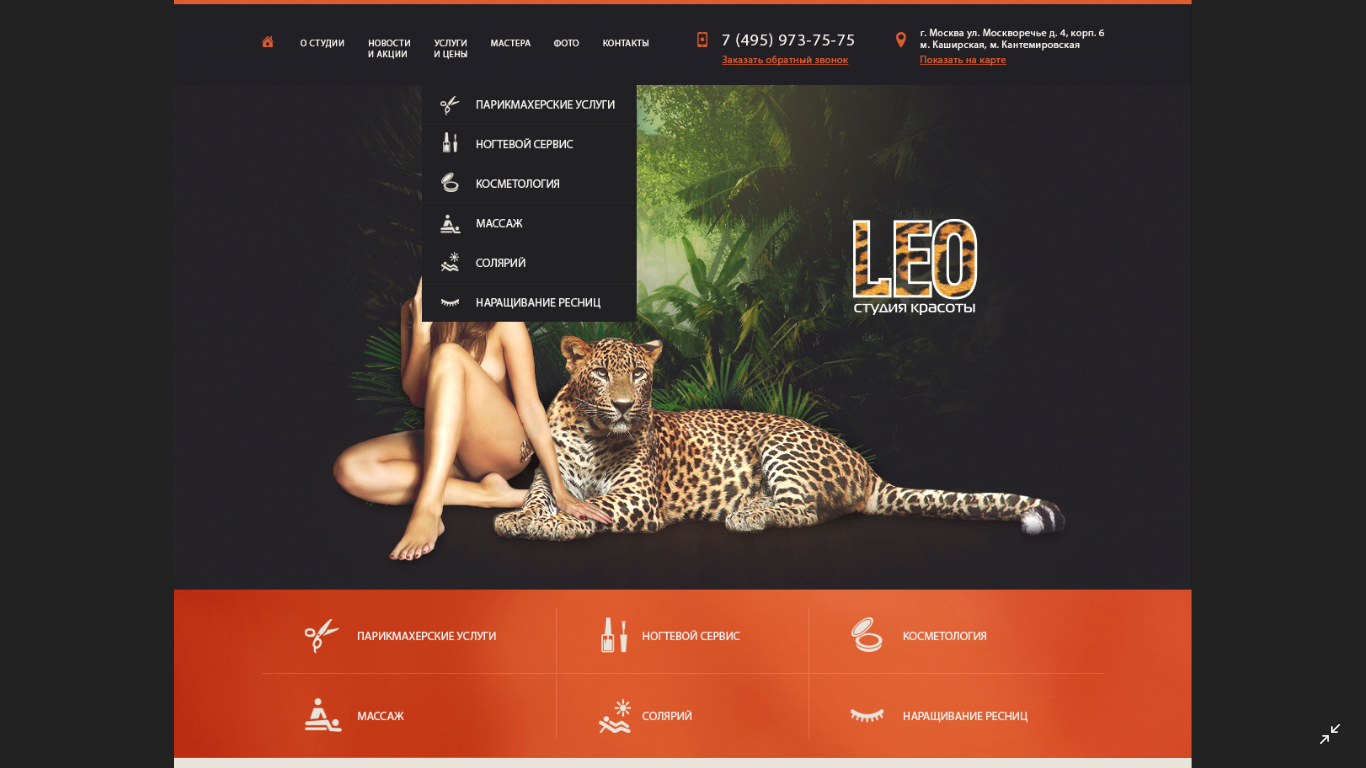 О СТУДИИ
НОВОСТИ
И АКЦИИ
УСЛУГИ
И ЦЕНЫ
МАСТЕРА
ФОТО
КОНТАКТЫ
7 (495) 973-75-75
Заказать обратный звонок
г. Москва ул. Москворечье д. 4, корп. 6
м. Каширская, м. Кантемировская
Показать на карте
ПАРИКМАХЕРСКИЕ УСЛУГИ
НОГТЕВОЙ СЕРВИС
КОСМЕТОЛОГИЯ
МАССАЖ
СОЛЯРИЙ
НАРАЩИВАНИЕ РЕСНИЦ
LEO
студия красоты
ПАРИКМАХЕРСКИЕ УСЛУГИ
НОГТЕВОЙ СЕРВИС
КОСМЕТОЛОГИЯ
МАССАЖ
СОЛЯРИЙ
НАРАЩИВАНИЕ РЕСНИЦ